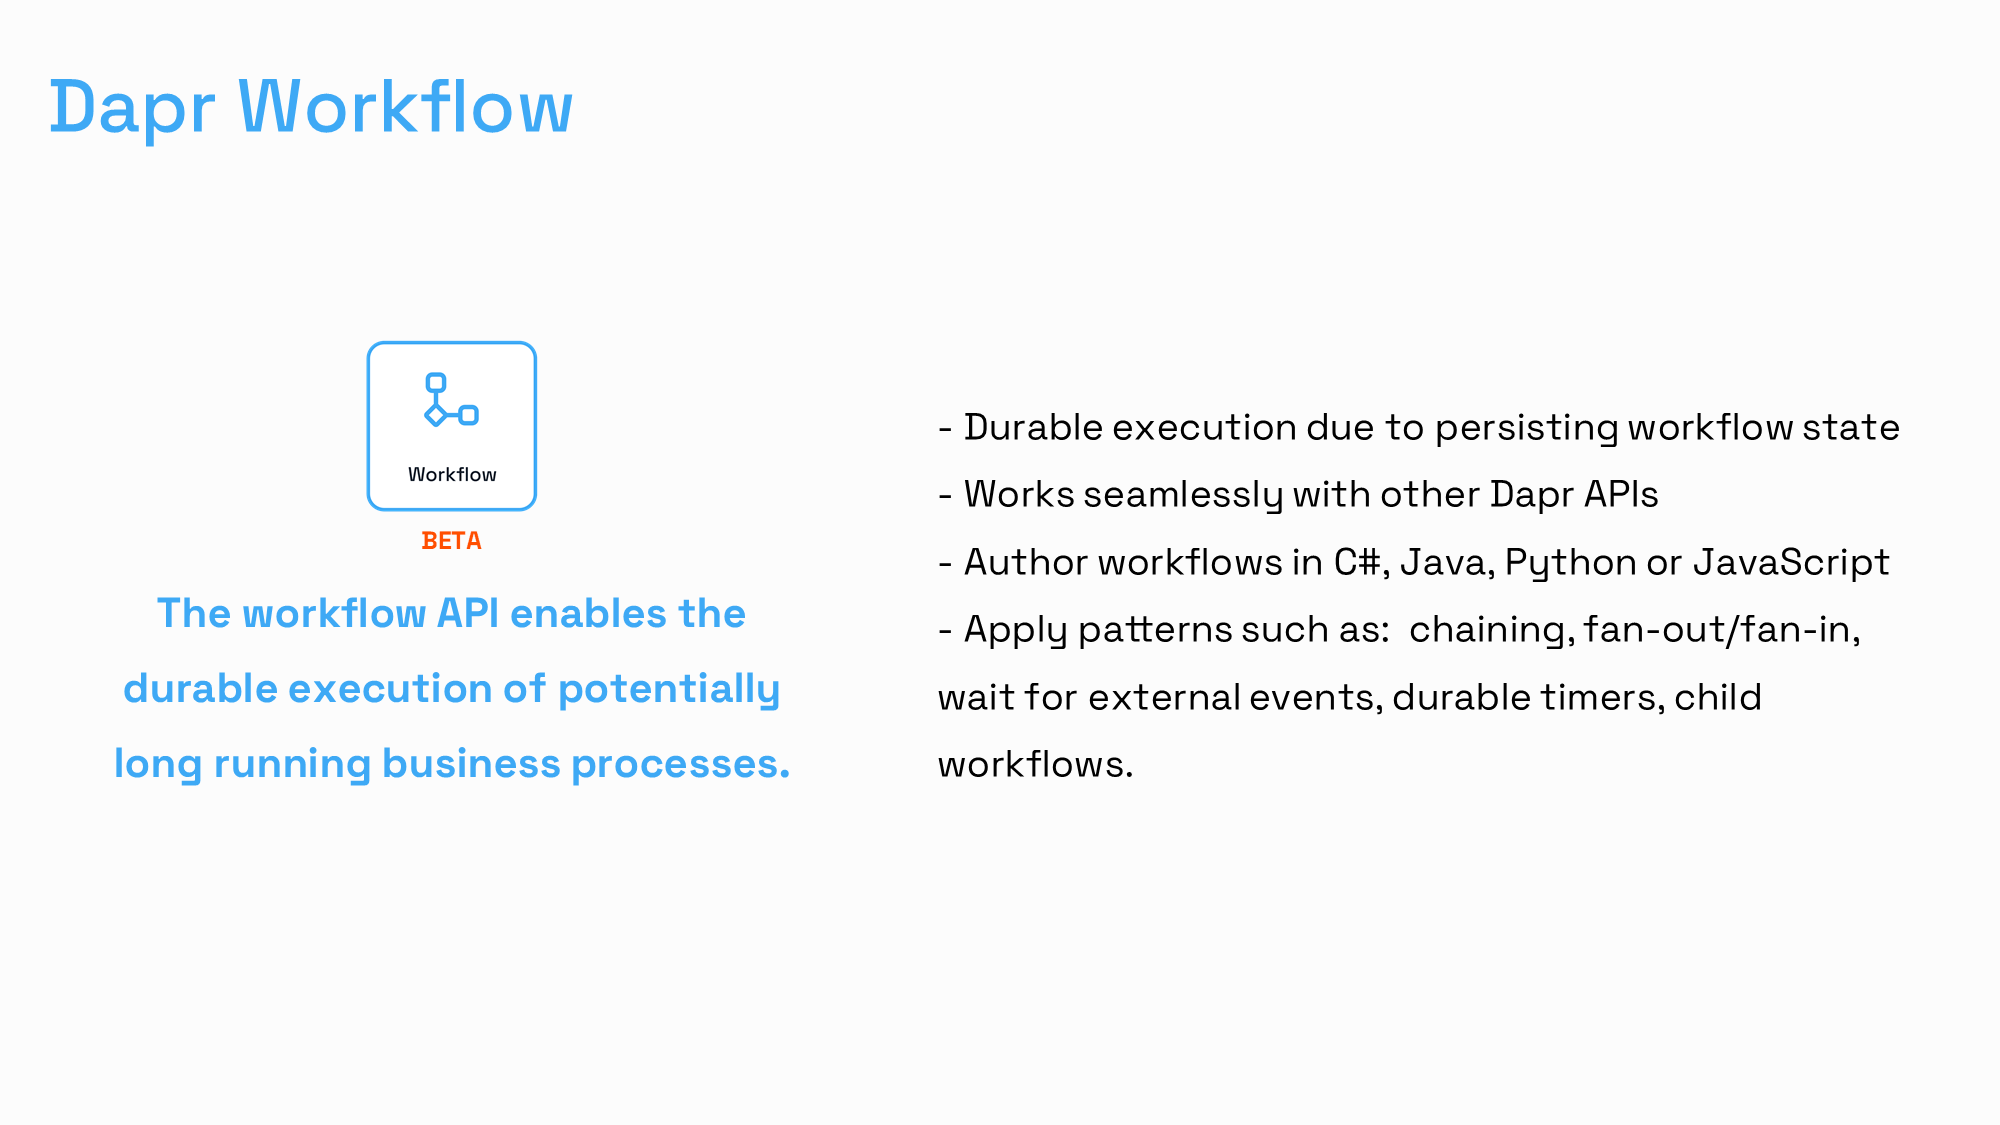 Dapr Workflow
Workflow
BETA
The workflow API enables the
durable execution of potentially
long running business processes.
- Durable execution due to persisting workflow state
- Works seamlessly with other Dapr APIs
- Author workflows in C#, Java, Python or JavaScript
- Apply patterns such as:  chaining, fan-out/fan-in,
wait for external events, durable timers, child
workflows.